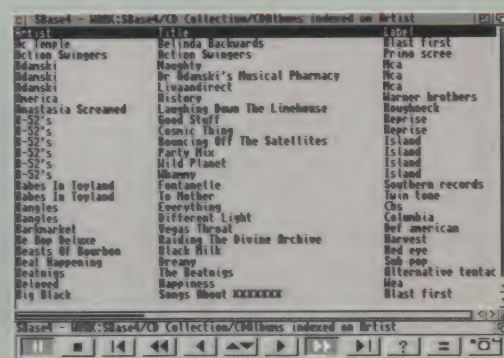 SBase4 - WORK:SBase4/CD Collection/CDAlbums indexed on Artist
Artist Title Label
Mc Temple Belinda Backwards Blast first
Action Swingers Action Swingers Primo scree
Adamski Naughty Mca
Adamski Dr Adamski's Musical Pharmacy Mca
Adamski Liveandirect Mca
America History Warner brothers
Anastasia Screamed Laughing Down The Limehouse Roughneck
B-52's Good Stuff Reprise
B-52's Cosmic Thing Reprise
B-52's Bouncing Off The Satellites Island
B-52's Party Mix Island
B-52's Wild Planet Island
B-52's Whammy Island
Babes In Toyland Fontanelle Southern records
Babes In Toyland To Mother Twin tone
Bangles Everything Cbs
Bangles Different Light Columbia
Barkmarket Vegas Throat Def american
Be Bop Deluxe Raiding The Divine Archive Harvest
Beasts Of Bourbon Black Milk Red eye
Beat Happening Dreamy Sub pop
Beatnigs The Beatnigs Alternative tentac
Beloved Happiness Wea
Big Black Songs About XXXXXXX Blast first
SBase4 - WORK:SBase4/CD Collection/CDAlbums indexed on Artist